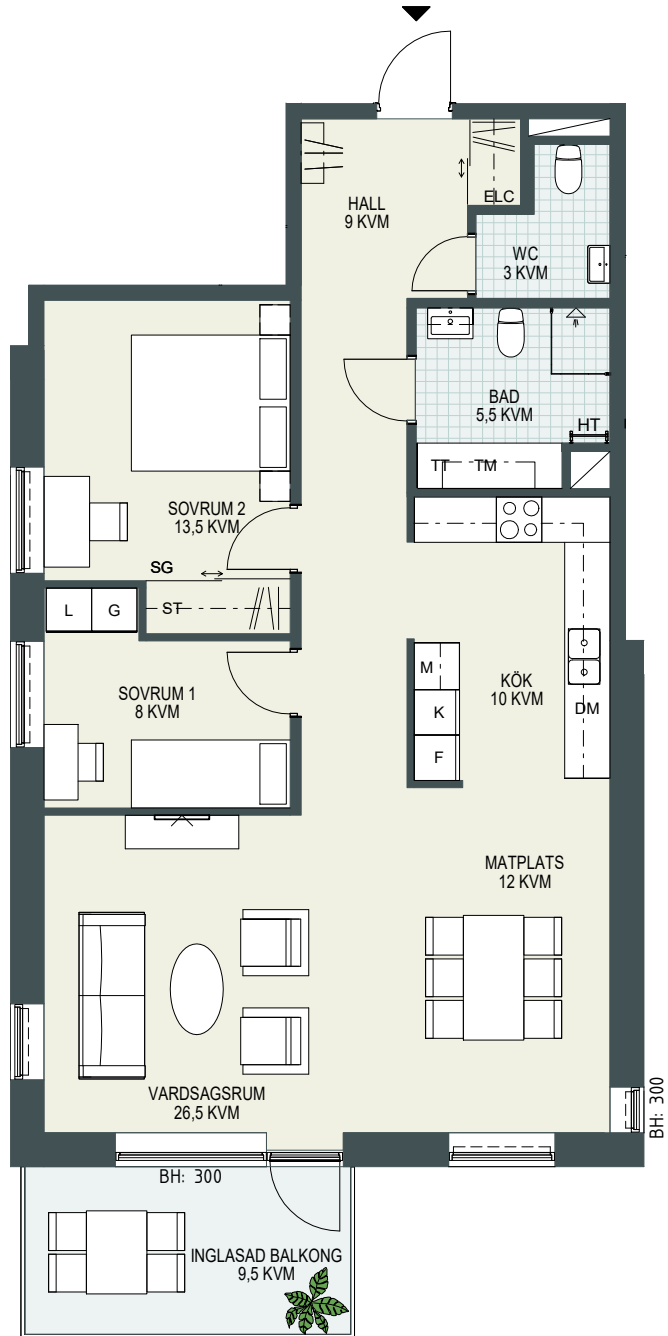 HALL
9 KVM
ELC
WC
3 KVM
BAD
5,5 KVM
HT
TT
TM
SOVRUM 2
13,5 KVM
SG
ST
L
G
SOVRUM 1
8 KVM
M
K
F
KÖK
10 KVM
DM
MATPLATS
12 KVM
VARDSAGSRUM
26,5 KVM
BH: 300
BH: 300
INGLASAD BALKONG
9,5 KVM